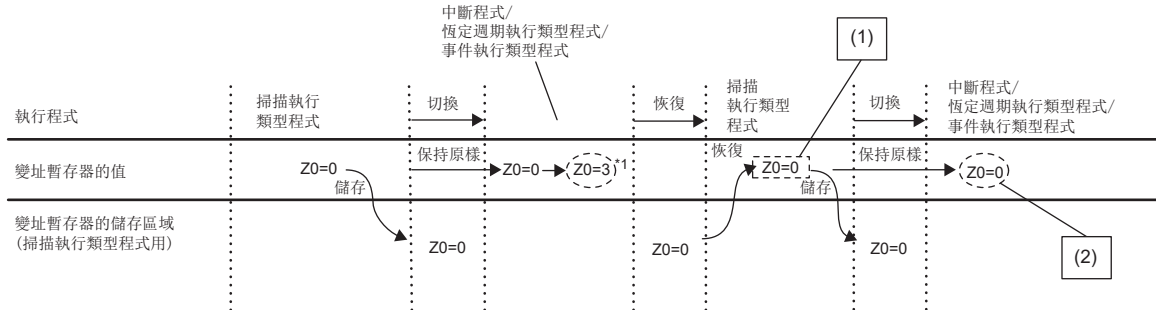 中斷程式/
恆定週期執行類型程式/
事件執行類型程式
(1)
執行程式
掃描執行
類型程式
切換
恢復
掃描
執行類型
程式
切換
中斷程式/
恆定週期執行類型程式/
事件執行類型程式
變址暫存器的值
Z0=0
儲存
保持原樣
Z0=0
Z0=3
*1
恢復
Z0=0
儲存
保持原樣
Z0=0
變址暫存器的儲存區域
(掃描執行類型程式用)
Z0=0
Z0=0
Z0=0
(2)